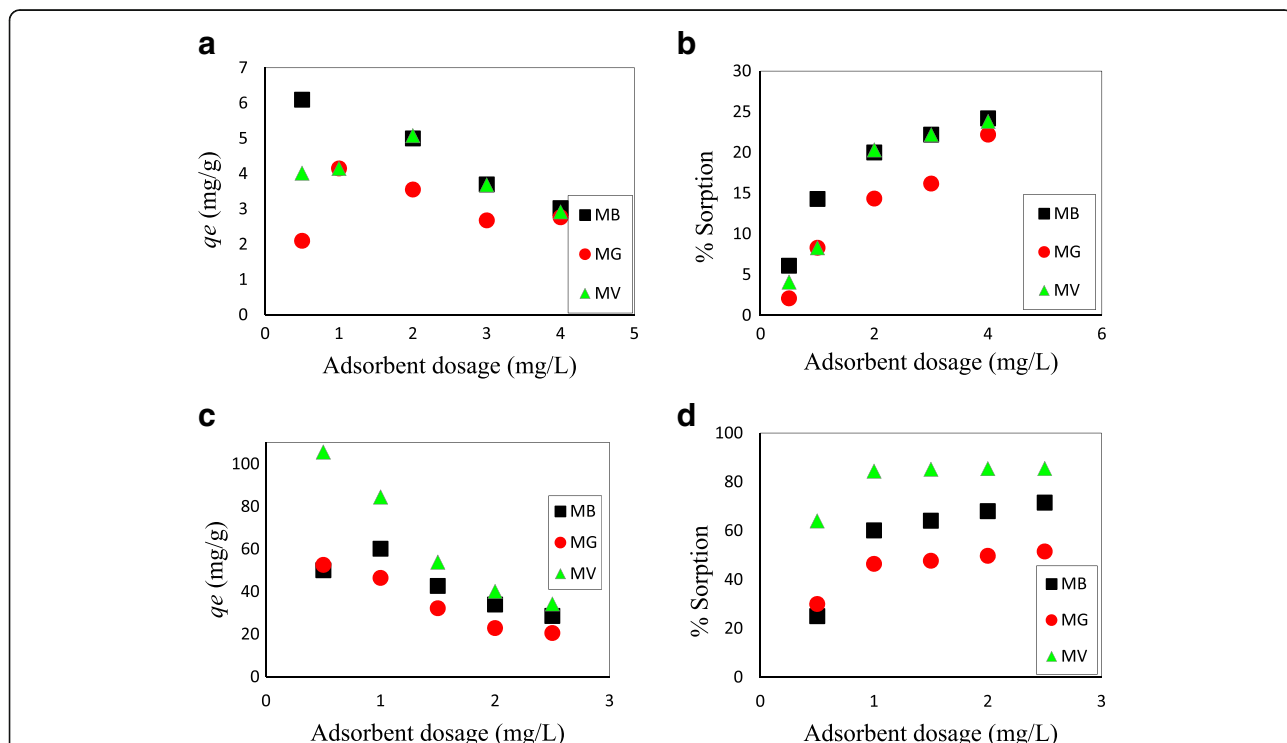 a
7
6
5
4
3
2
1
0
qe (mg/g)
0 1 2 3 4 5
Adsorbent dosage (mg/L)
MB
MG
MV
b
30
25
20
15
10
5
0
% Sorption
0 2 4 6
Adsorbent dosage (mg/L)
MB
MG
MV
c
100
80
60
40
20
0
qe (mg/g)
0 1 2 3
Adsorbent dosage (mg/L)
MB
MG
MV
d
100
80
60
40
20
0
% Sorption
0 1 2 3
Adsorbent dosage (mg/L)
MB
MG
MV